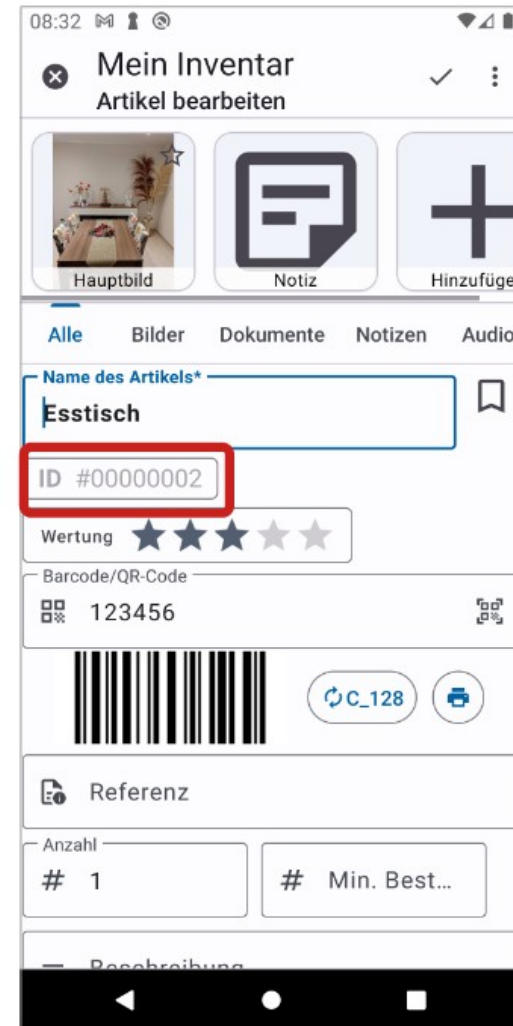 08:32
Mein Inventar
Artikel bearbeiten
Hauptbild
Notiz
Hinzufüge
Alle Bilder Dokumente Notizen Audio
Name des Artikels*
Esstisch
ID #00000002
Wertung
Barcode/QR-Code
123456
C_128
Referenz
Anzahl
# 1
# Min. Best...
Beschreibung